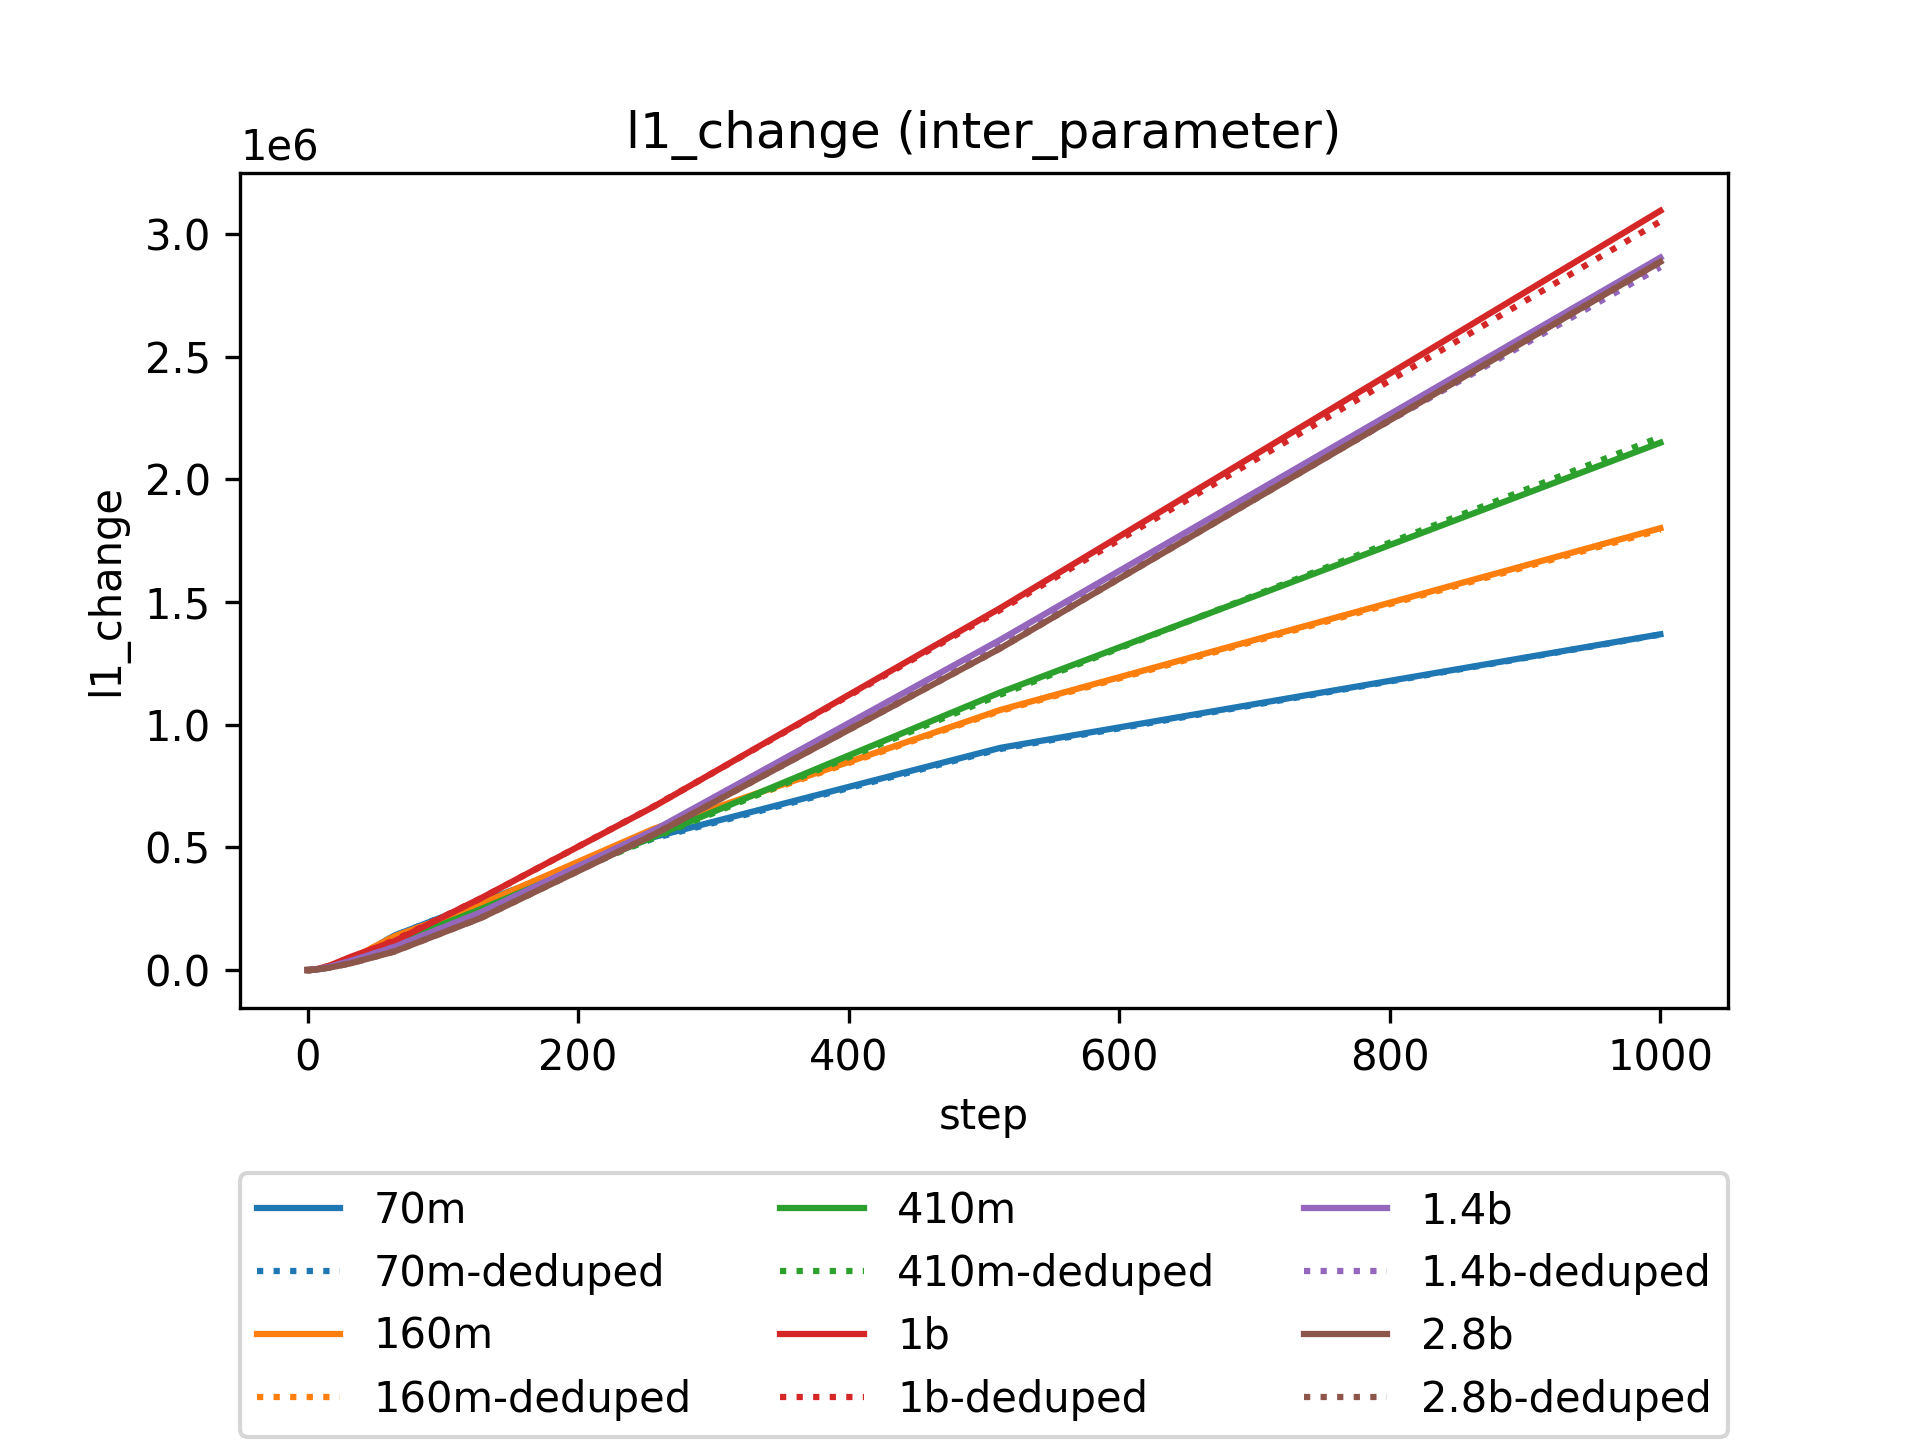 l1_change (inter_parameter)
1e6
3.0
2.5
2.0
1.5
1.0
0.5
0.0
l1_change
0 200 400 600 800 1000
step
70m 410m 1.4b
70m-deduped 410m-deduped 1.4b-deduped
160m 1b 2.8b
160m-deduped 1b-deduped 2.8b-deduped